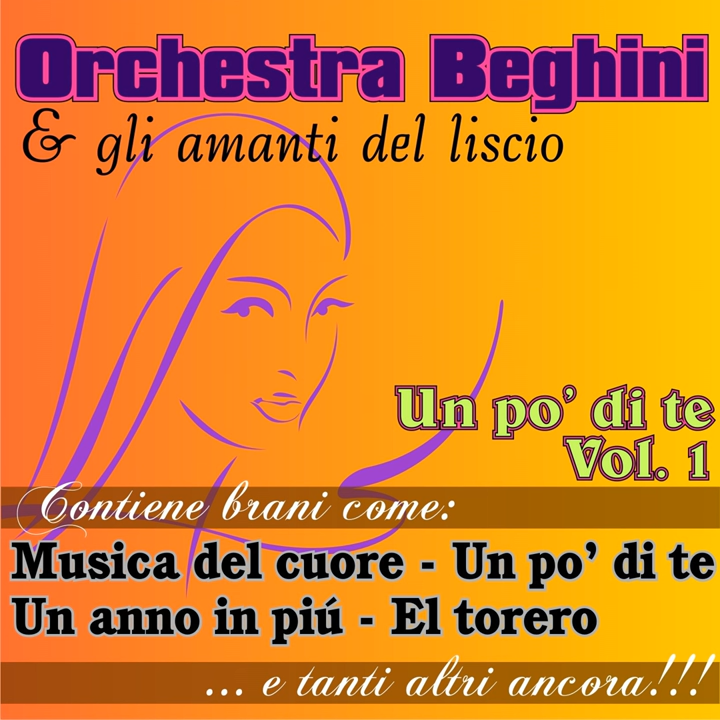 Orchestra Beghini
& gli amanti del liscio
Un po’ di te
Vol. 1
Contiene brani come:
Musica del cuore - Un po’ di te
Un anno in piú - El torero
... e tanti altri ancora!!!